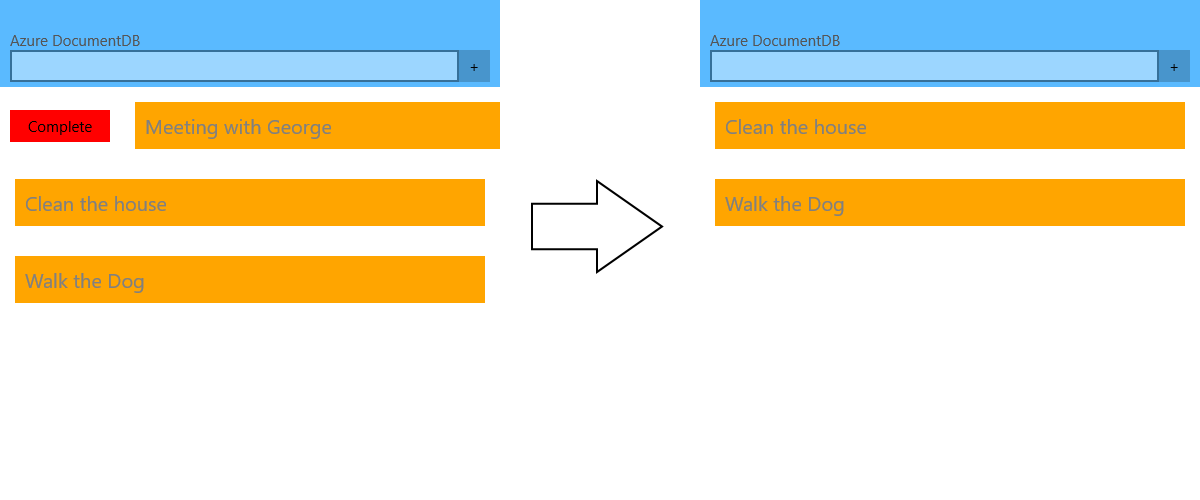 Azure DocumentDB
+
Complete
Meeting with George
Clean the house
Walk the Dog
Azure DocumentDB
+
Clean the house
Walk the Dog